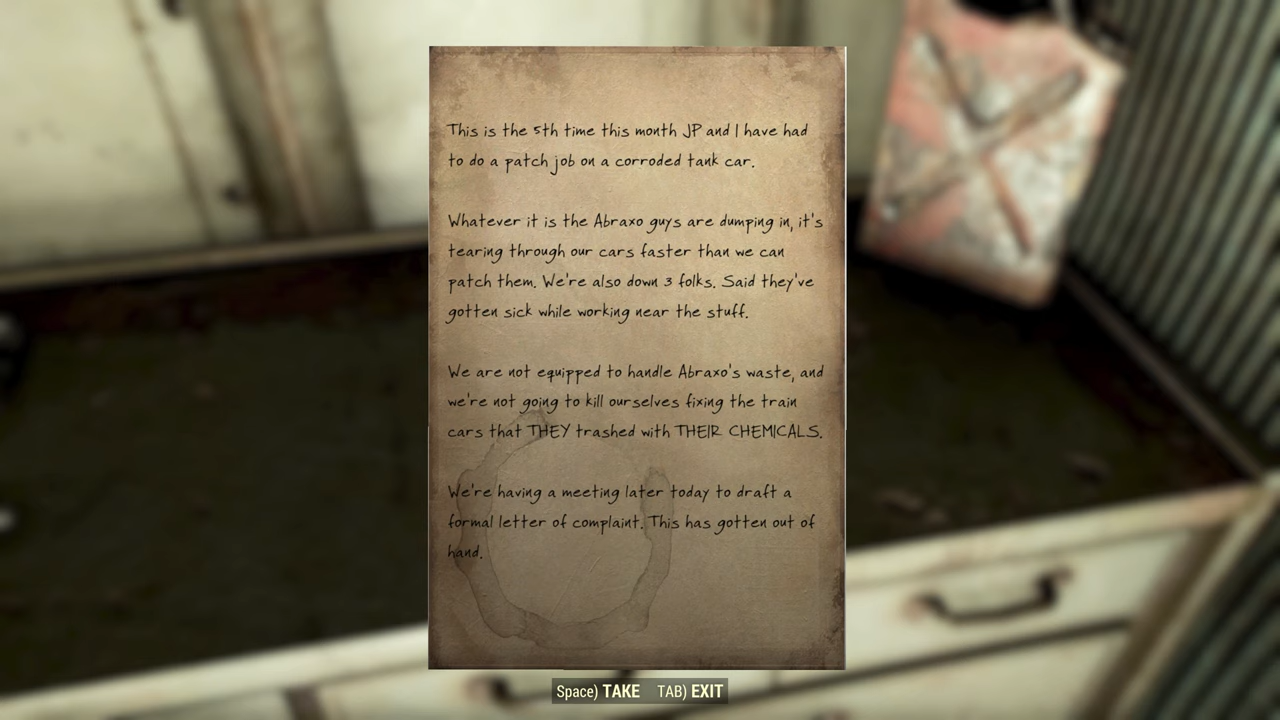 This is the 5th time this month JP and I have had
to do a patch job on a corroded tank car.
Whatever it is the Abraxo guys are dumping in, it's
tearing through our cars faster than we can
patch them. We're also down 3 folks. Said they've
gotten sick while working near the stuff.
We are not equipped to handle Abraxo's waste, and
we're not going to kill ourselves fixing the train
cars that THEY trashed with THEIR CHEMICALS.
We're having a meeting later today to draft a
formal letter of complaint. This has gotten out of
hand.
Space) TAKE TAB) EXIT